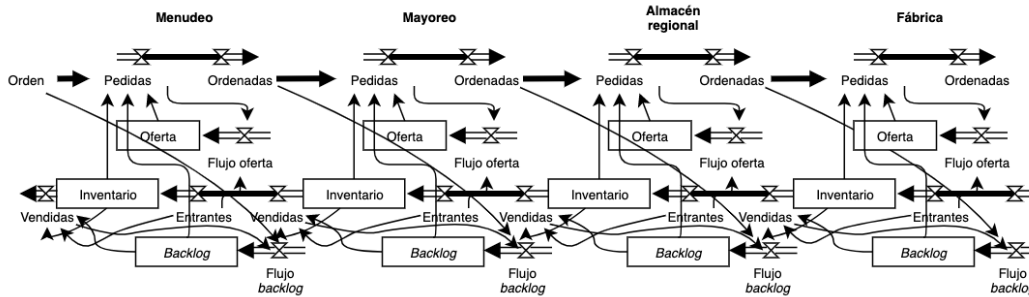 Menudeo
Mayoreo
Almacén
regional
Fábrica
Orden
Pedidas
Ordenadas
Pedidas
Ordenadas
Pedidas
Ordenadas
Pedidas
Ordenadas
Oferta
Oferta
Oferta
Oferta
Flujo oferta
Flujo oferta
Flujo oferta
Flujo oferta
Inventario
Inventario
Inventario
Inventario
Vendidas
Entrantes
Vendidas
Entrantes
Vendidas
Entrantes
Vendidas
Entrantes
Backlog
Backlog
Backlog
Backlog
Flujo
backlog
Flujo
backlog
Flujo
backlog
Flujo
backlog